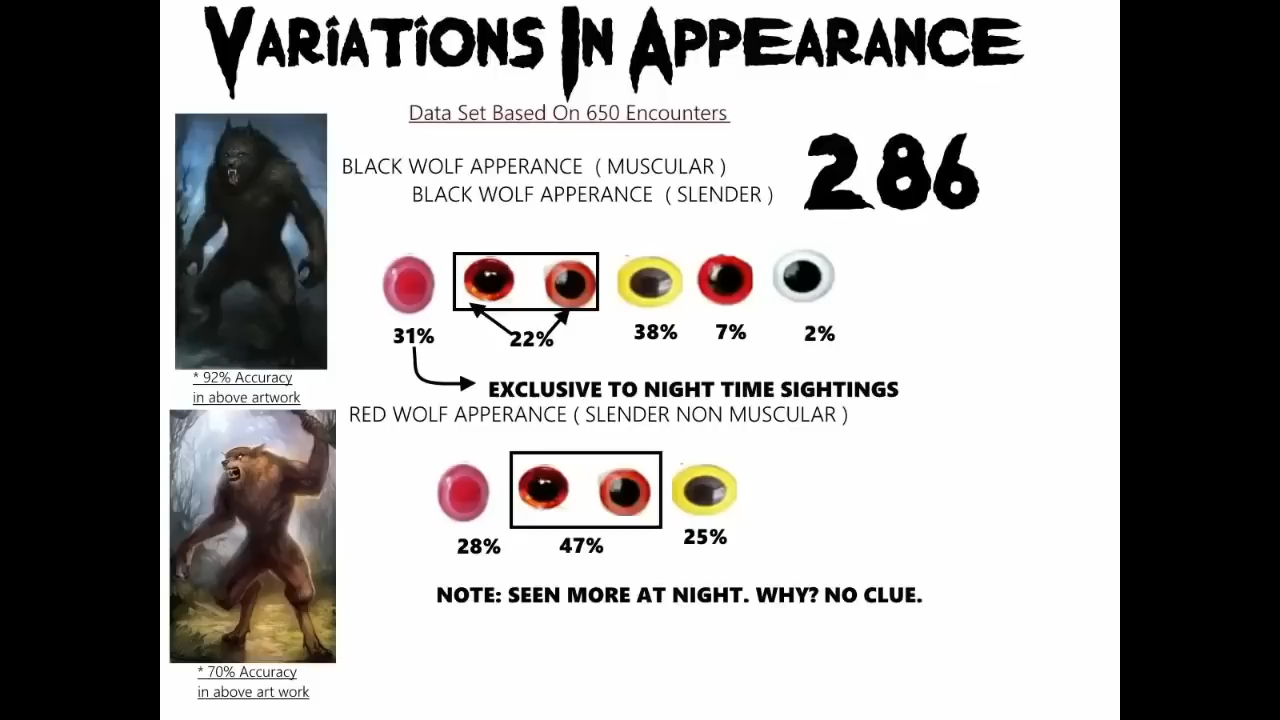 VARIATIONS IN APPEARANCE
Data Set Based On 650 Encounters
BLACK WOLF APPERANCE ( MUSCULAR )
BLACK WOLF APPERANCE ( SLENDER )
286
31%
22%
38%
7%
2%
EXCLUSIVE TO NIGHT TIME SIGHTINGS
* 92% Accuracy
in above artwork
RED WOLF APPERANCE ( SLENDER NON MUSCULAR )
28%
47%
25%
NOTE: SEEN MORE AT NIGHT. WHY? NO CLUE.
* 70% Accuracy
in above art work